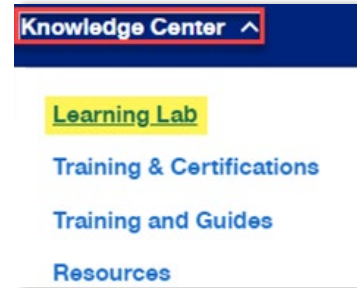 Knowledge Center
Learning Lab
Training & Certifications
Training and Guides
Resources